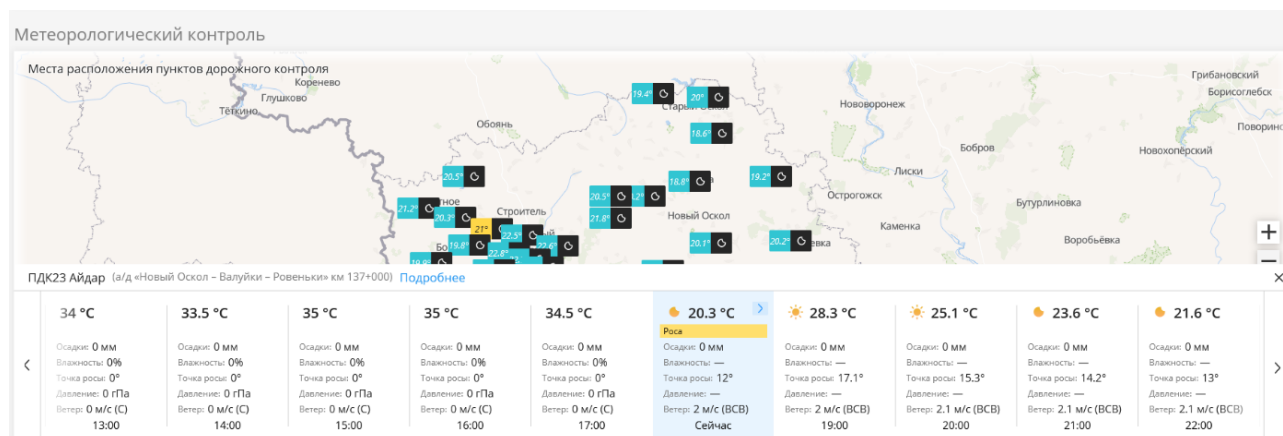 Метеорологический контроль
Места расположения пунктов дорожного контроля
Грибановский
Коренево
Борисоглебск
Глушково
19.4°
20°
Тёткино
Старый Оскол
Нововоронеж
Обоянь
18.6°
Поворино
Бобров
Новохопёрский
20.5°
18.8°
19.2°
Лиски
20.5°
Острогожск
Бутурлиновка
21.2°
20.3°
Строитель
21.8°
Новый Оскол
21°
22.5°
Каменка
19.8°
22.6°
20.1°
20.2°
Воробьёвка
22.8°
ПДК23 Айдар (а/д «Новый Оскол – Валуйки – Ровеньки» км 137+000) Подробнее
34 °C 33.5 °C 35 °C 35 °C 34.5 °C 20.3 °C 28.3 °C 25.1 °C 23.6 °C 21.6 °C
Роса
Осадки: 0 мм Осадки: 0 мм Осадки: 0 мм Осадки: 0 мм Осадки: 0 мм Осадки: 0 мм Осадки: 0 мм Осадки: 0 мм Осадки: 0 мм Осадки: 0 мм
Влажность: 0% Влажность: 0% Влажность: 0% Влажность: 0% Влажность: 0% Влажность: — Влажность: — Влажность: — Влажность: — Влажность: —
Точка росы: 0° Точка росы: 0° Точка росы: 0° Точка росы: 0° Точка росы: 0° Точка росы: 12° Точка росы: 17.1° Точка росы: 15.3° Точка росы: 14.2° Точка росы: 13°
Давление: 0 гПа Давление: 0 гПа Давление: 0 гПа Давление: 0 гПа Давление: 0 гПа Давление: — Давление: — Давление: — Давление: — Давление: —
Ветер: 0 м/с (С) Ветер: 0 м/с (С) Ветер: 0 м/с (С) Ветер: 0 м/с (С) Ветер: 0 м/с (С) Ветер: 2 м/с (ВСВ) Ветер: 2 м/с (ВСВ) Ветер: 2.1 м/с (ВСВ) Ветер: 2.1 м/с (ВСВ) Ветер: 2.1 м/с (ВСВ)
13:00 14:00 15:00 16:00 17:00 Сейчас 19:00 20:00 21:00 22:00